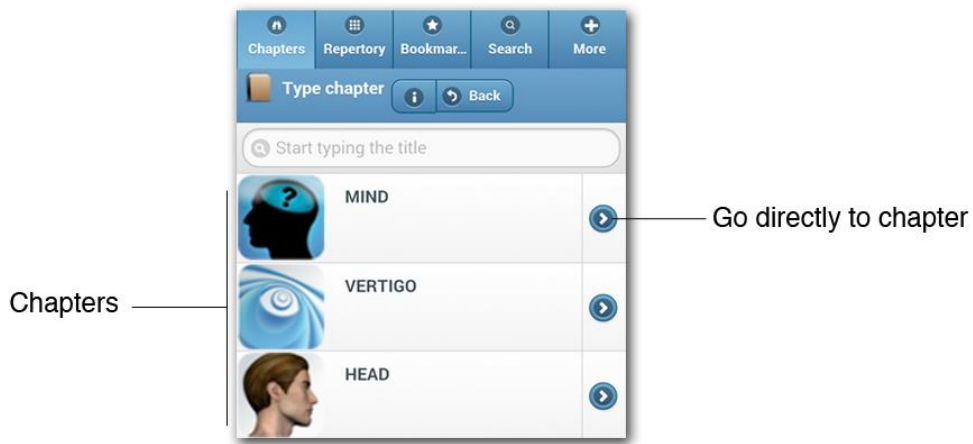 Chapters Repertory Bookmar... Search More
Type chapter Back
Start typing the title
MIND
Go directly to chapter
VERTIGO
Chapters
HEAD